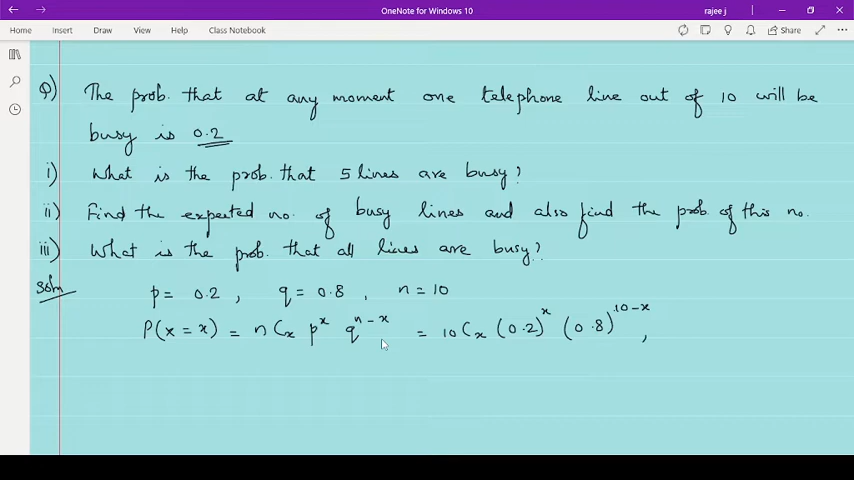 OneNote for Windows 10
rajee j
Home Insert Draw View Help Class Notebook Share
Q) The prob. that at any moment one telephone line out of 10 will be
busy is 0.2
i) What is the prob. that 5 lines are busy?
ii) Find the expected no. of busy lines and also find the prob. of this no.
iii) What is the prob. that all lines are busy?
Soln
p = 0.2, q = 0.8, n = 10
P(x = x) = nCx p^x q^n-x = 10Cx (0.2)^x (0.8)^10-x,